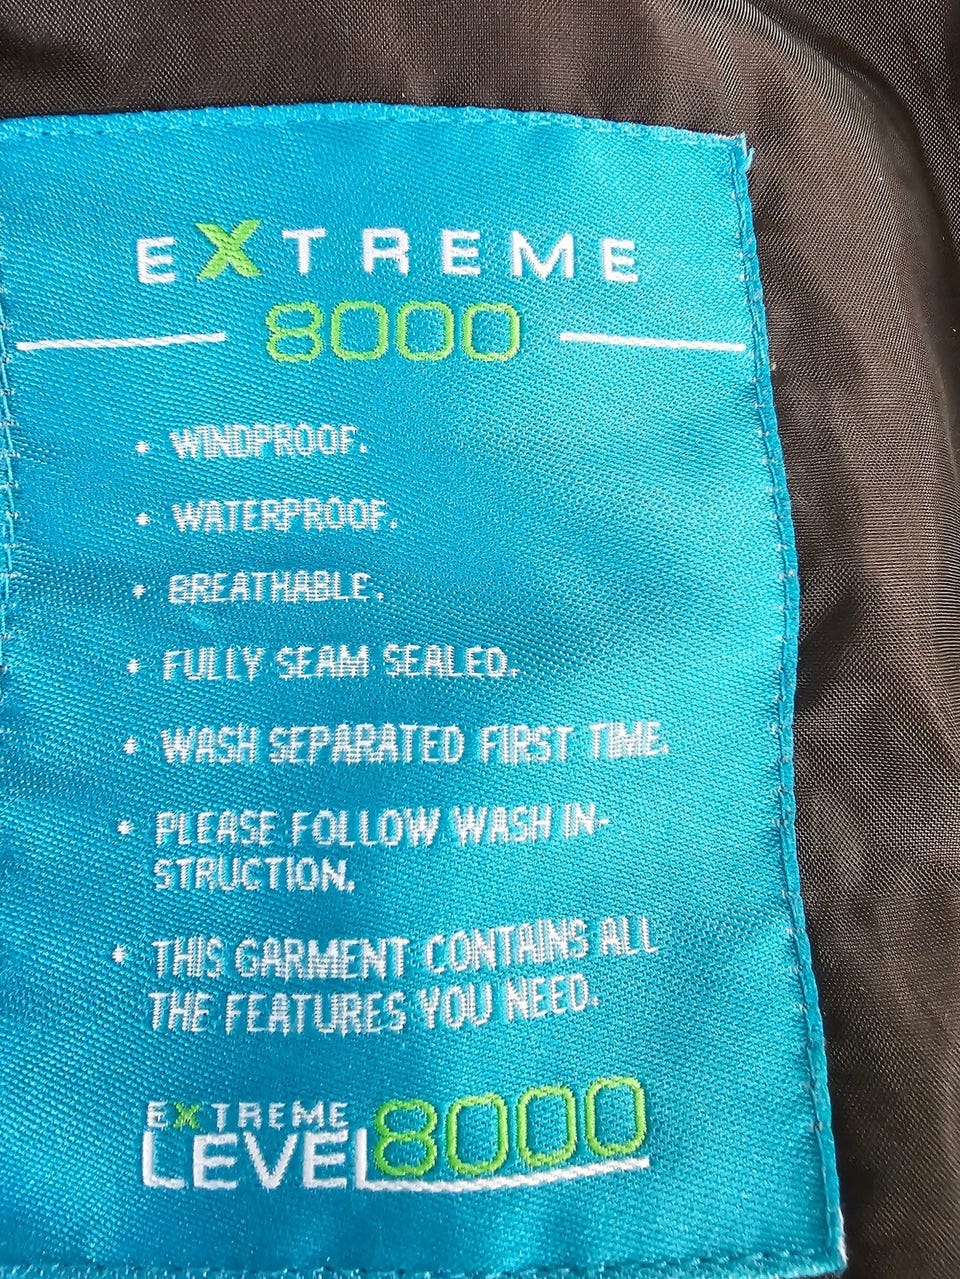 EXTREME
8000
• WINDPROOF.
• WATERPROOF.
• BREATHABLE.
• FULLY SEAM SEALED.
• WASH SEPARATED FIRST TIME.
• PLEASE FOLLOW WASH IN-
STRUCTION.
• THIS GARMENT CONTAINS ALL
THE FEATURES YOU NEED.
EXTREME
LEVEL8000